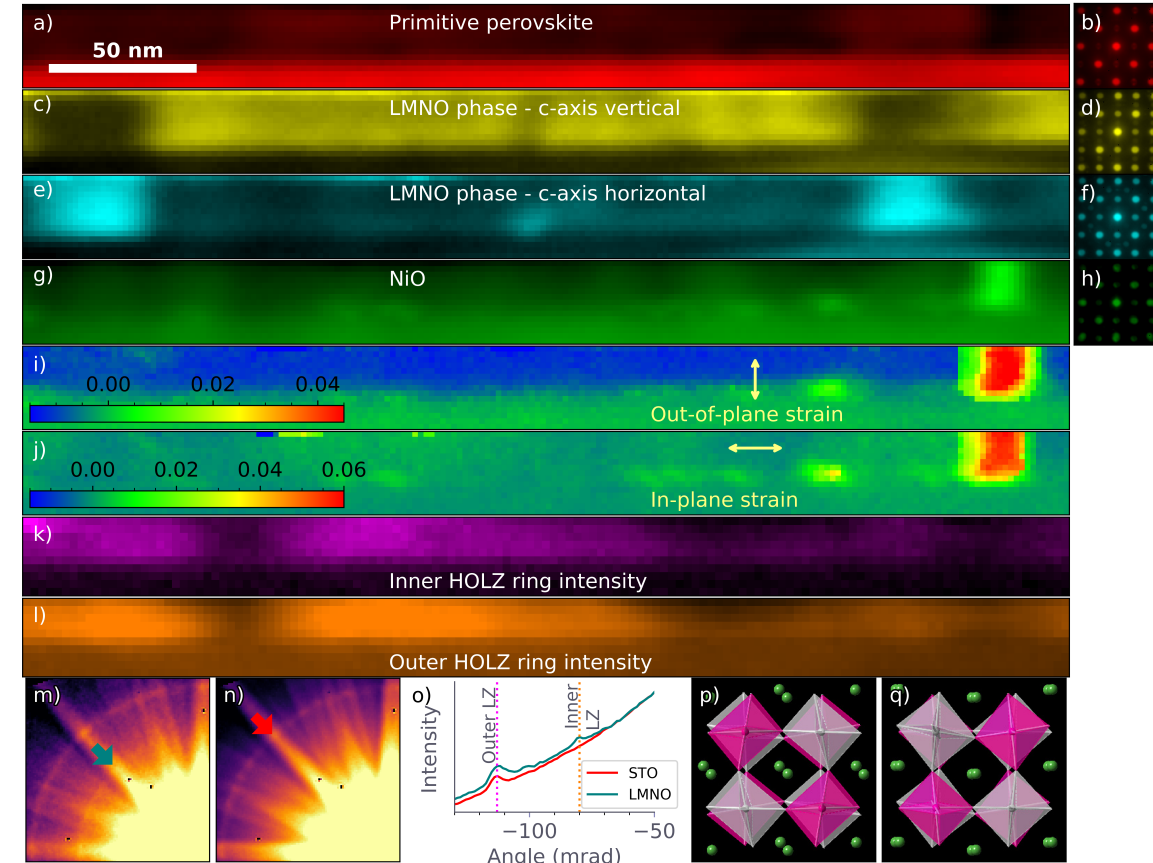 a)
Primitive perovskite
b)
50 nm
c)
LMNO phase - c-axis vertical
d)
e)
LMNO phase - c-axis horizontal
f)
g)
NiO
h)
i)
0.00 0.02 0.04
Out-of-plane strain
j)
0.00 0.02 0.04 0.06
In-plane strain
k)
Inner HOLZ ring intensity
l)
Outer HOLZ ring intensity
m)
n)
o)
Intensity
Outer LZ
Inner
LZ
STO
LMNO
−100 −50
Angle (mrad)
p)
q)